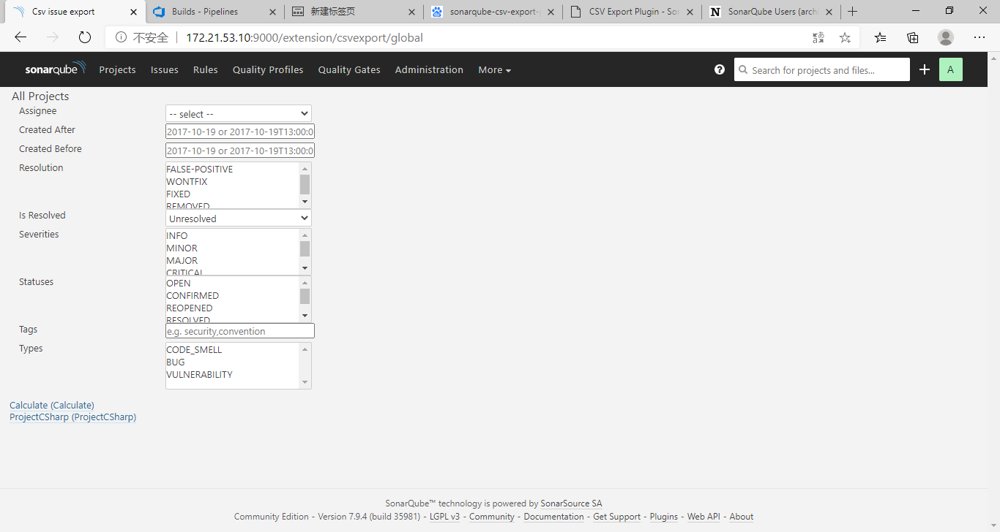 Csv issue export
Builds - Pipelines
新建标签页
sonarqube-csv-export-
CSV Export Plugin - Son
SonarQube Users (arch
不安全 172.21.53.10:9000/extension/csvexport/global
sonarqube Projects Issues Rules Quality Profiles Quality Gates Administration More Search for projects and files... A
All Projects
Assignee -- select --
Created After 2017-10-19 or 2017-10-19T13:00:0
Created Before 2017-10-19 or 2017-10-19T13:00:0
Resolution FALSE-POSITIVE
WONTFIX
FIXED
REMOVED
Is Resolved Unresolved
Severities INFO
MINOR
MAJOR
CRITICAL
Statuses OPEN
CONFIRMED
REOPENED
RESOLVED
Tags e.g. security,convention
Types CODE_SMELL
BUG
VULNERABILITY
Calculate (Calculate)
ProjectCSharp (ProjectCSharp)
SonarQube™ technology is powered by SonarSource SA
Community Edition - Version 7.9.4 (build 35981) - LGPL v3 - Community - Documentation - Get Support - Plugins - Web API - About